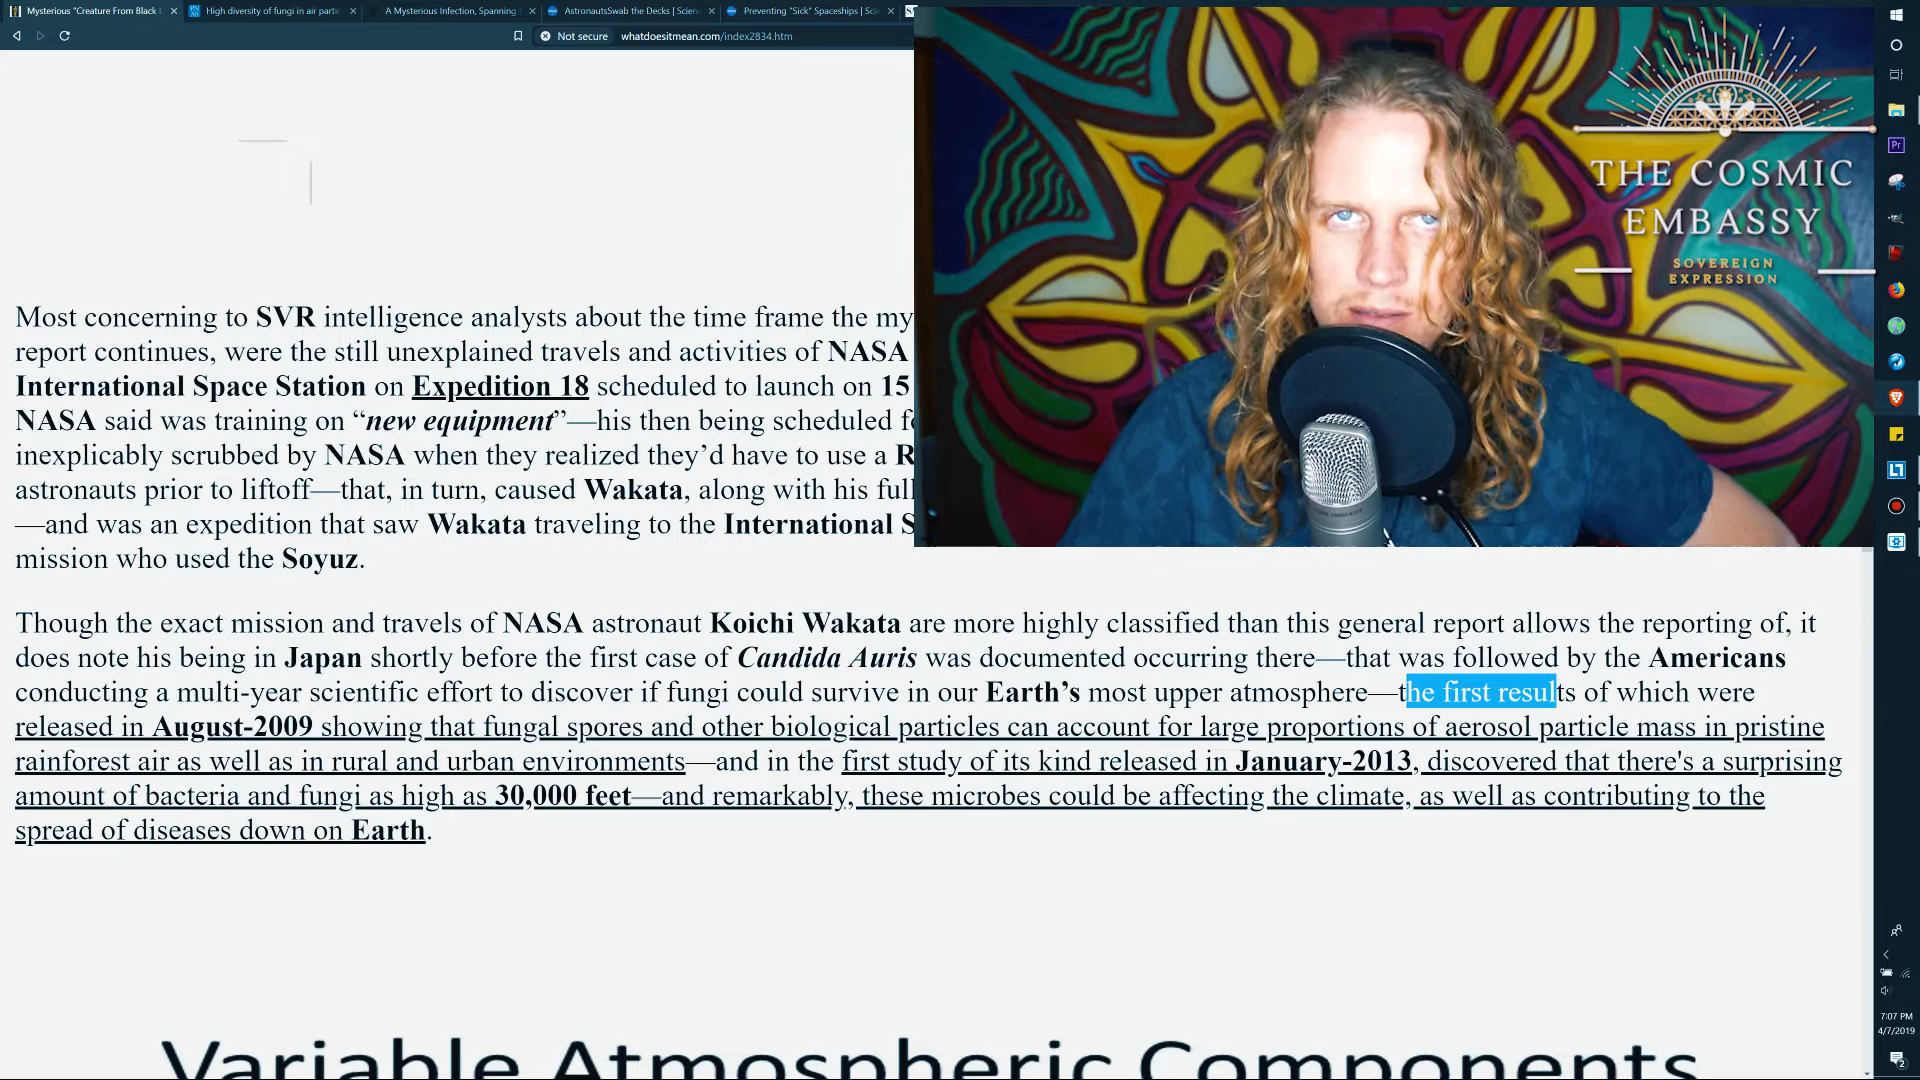 Mysterious "Creature From Black L
High diversity of fungi in air parti
A Mysterious Infection, Spanning
AstronautsSwab the Decks | Scien
Preventing "Sick" Spaceships | Sci
Not secure
whatdoesitmean.com/index2834.htm
THE COSMIC
EMBASSY
SOVEREIGN
EXPRESSION
Most concerning to SVR intelligence analysts about the time frame the my
report continues, were the still unexplained travels and activities of NASA
International Space Station on Expedition 18 scheduled to launch on 15
NASA said was training on “new equipment”—his then being scheduled fo
inexplicably scrubbed by NASA when they realized they’d have to use a R
astronauts prior to liftoff—that, in turn, caused Wakata, along with his full
—and was an expedition that saw Wakata traveling to the International S
mission who used the Soyuz.
Though the exact mission and travels of NASA astronaut Koichi Wakata are more highly classified than this general report allows the reporting of, it
does note his being in Japan shortly before the first case of Candida Auris was documented occurring there—that was followed by the Americans
conducting a multi-year scientific effort to discover if fungi could survive in our Earth’s most upper atmosphere—the first results of which were
released in August-2009 showing that fungal spores and other biological particles can account for large proportions of aerosol particle mass in pristine
rainforest air as well as in rural and urban environments—and in the first study of its kind released in January-2013, discovered that there's a surprising
amount of bacteria and fungi as high as 30,000 feet—and remarkably, these microbes could be affecting the climate, as well as contributing to the
spread of diseases down on Earth.
Variable Atmospheric Components
Pr
7:07 PM
4/7/2019
2